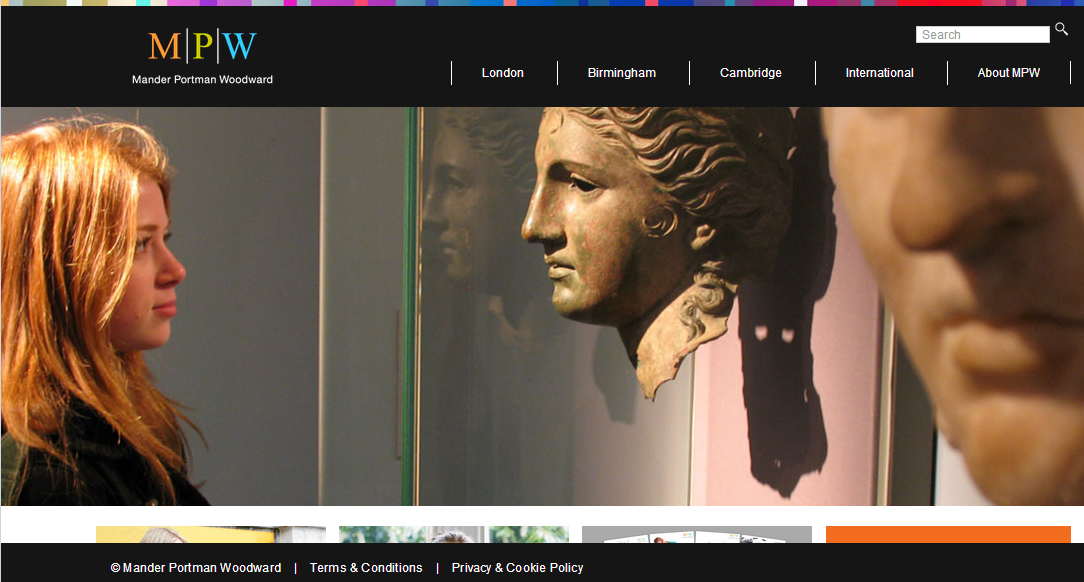 M|P|W
Mander Portman Woodward
Search
London
Birmingham
Cambridge
International
About MPW
© Mander Portman Woodward | Terms & Conditions | Privacy & Cookie Policy